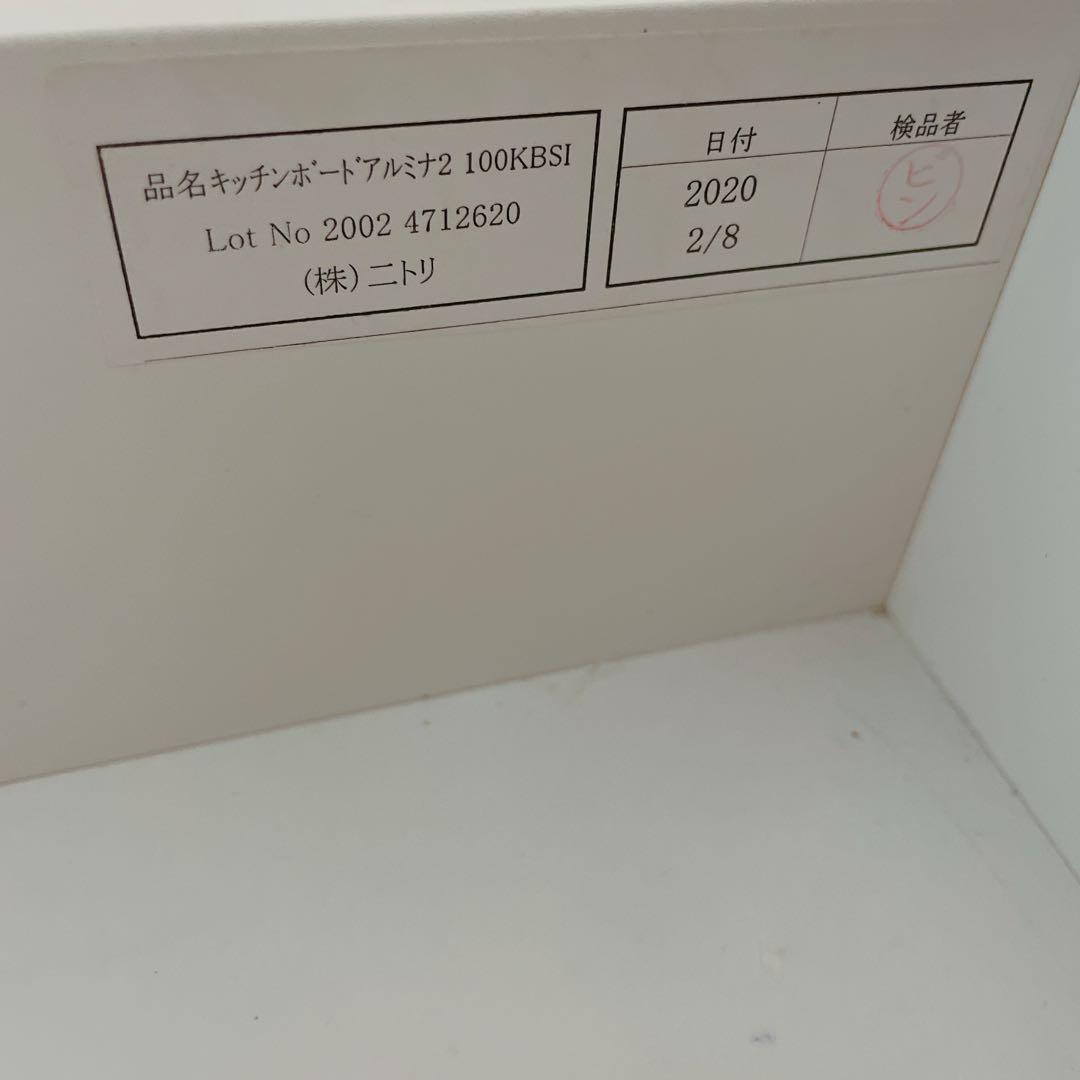 品名キッチンボードアルミナ2 100KBSI
Lot No 2002 4712620
(株)ニトリ
日付
検品者
2020
2/8
ピン